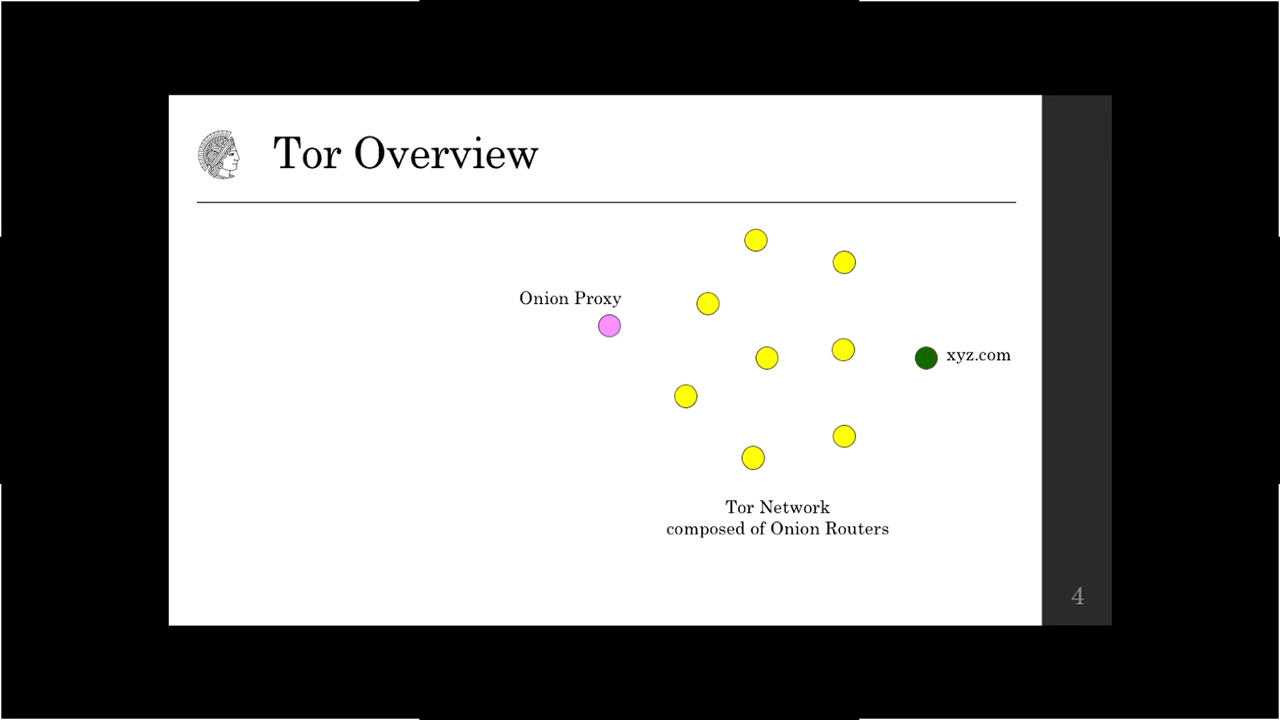 Tor Overview
Onion Proxy
xyz.com
Tor Network
composed of Onion Routers
4